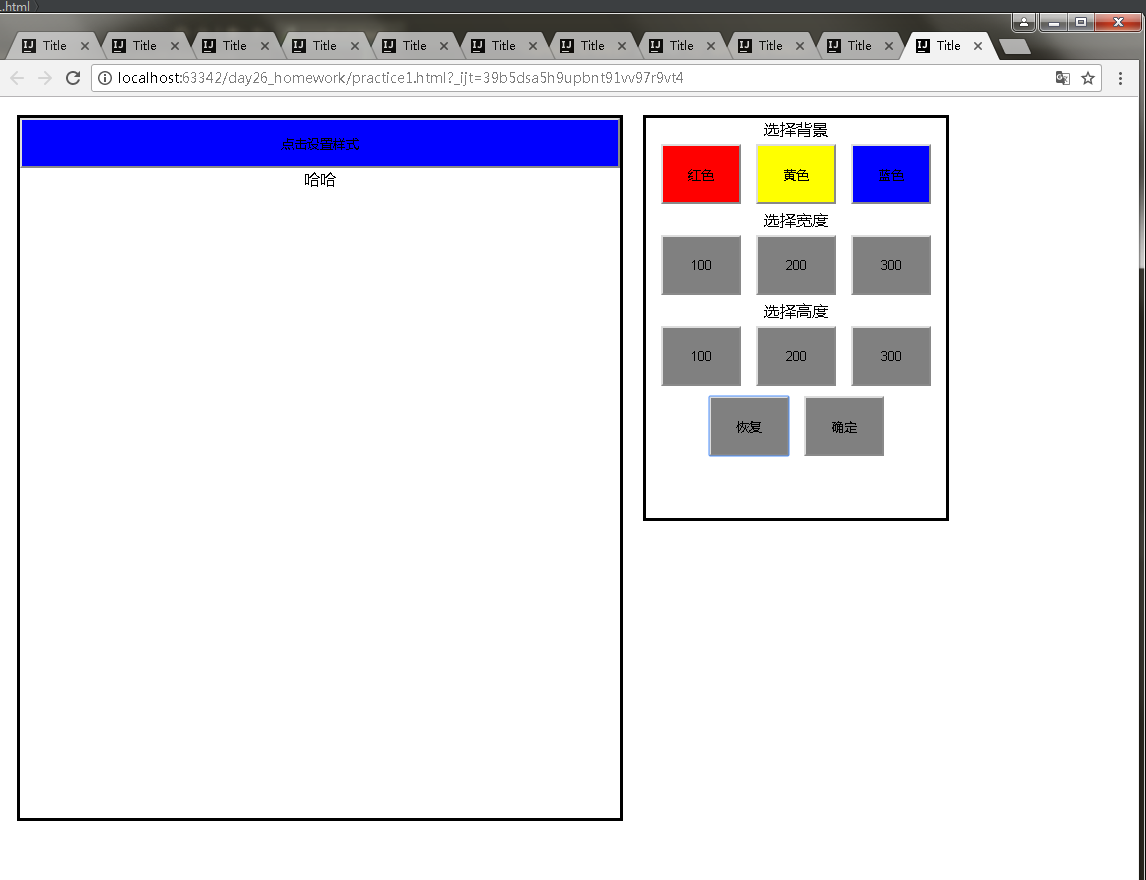 .html
Title Title Title Title Title Title Title Title Title Title Title
localhost:63342/day26_homework/practice1.html?_ijt=39b5dsa5h9upbnt91vv97r9vt4
点击设置样式
哈哈
选择背景
红色 黄色 蓝色
选择宽度
100 200 300
选择高度
100 200 300
恢复 确定